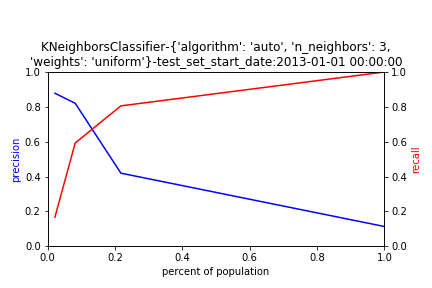 KNeighborsClassifier-{'algorithm': 'auto', 'n_neighbors': 3,
'weights': 'uniform'}-test_set_start_date:2013-01-01 00:00:00
1.0
0.8
0.6
0.4
0.2
0.0
precision
1.0
0.8
0.6
0.4
0.2
0.0
recall
0.0 0.2 0.4 0.6 0.8 1.0
percent of population